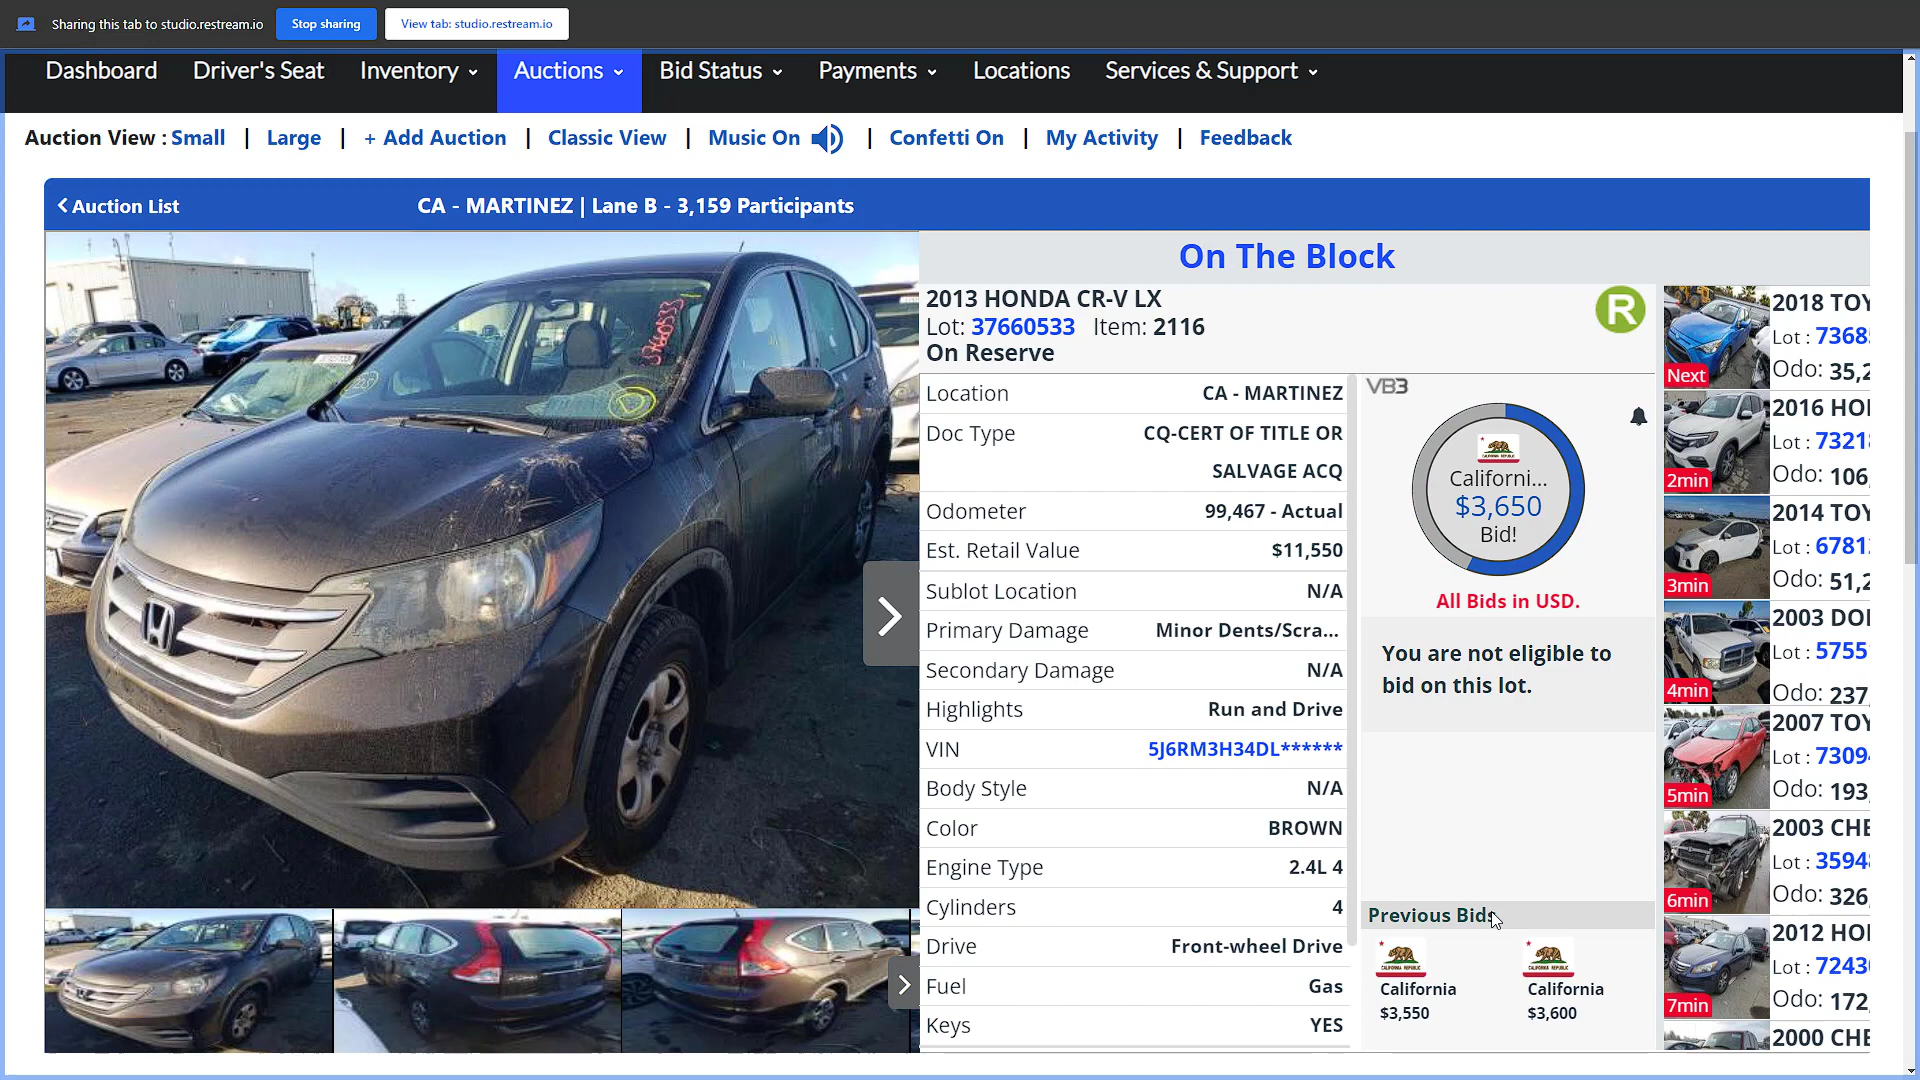 Sharing this tab to studio.restream.io
Stop sharing
View tab: studio.restream.io
Dashboard
Driver's Seat
Inventory
Auctions
Bid Status
Payments
Locations
Services & Support
Auction View : Small | Large | + Add Auction | Classic View | Music On | Confetti On | My Activity | Feedback
Auction List
CA - MARTINEZ | Lane B - 3,159 Participants
37660533
On The Block
2013 HONDA CR-V LX
Lot: 37660533 Item: 2116
On Reserve
R
Location CA - MARTINEZ
Doc Type CQ-CERT OF TITLE OR
SALVAGE ACQ
Odometer 99,467 - Actual
Est. Retail Value $11,550
Sublot Location N/A
Primary Damage Minor Dents/Scra...
Secondary Damage N/A
Highlights Run and Drive
VIN 5J6RM3H34DL******
Body Style N/A
Color BROWN
Engine Type 2.4L 4
Cylinders 4
Drive Front-wheel Drive
Fuel Gas
Keys YES
VB3
CALIFORNIA REPUBLIC
Californi...
$3,650
Bid!
All Bids in USD.
You are not eligible to
bid on this lot.
Previous Bids
CALIFORNIA REPUBLIC
California
$3,550
CALIFORNIA REPUBLIC
California
$3,600
Next
2018 TOY
Lot : 7368
Odo: 35,2
2min
2016 HO
Lot : 7321
Odo: 106,
3min
2014 TOY
Lot : 6781
Odo: 51,2
4min
2003 DO
Lot : 5755
Odo: 237,
5min
2007 TOY
Lot : 7309
Odo: 193,
6min
2003 CHE
Lot : 3594
Odo: 326,
7min
2012 HO
Lot : 7243
Odo: 172,
2000 CHE